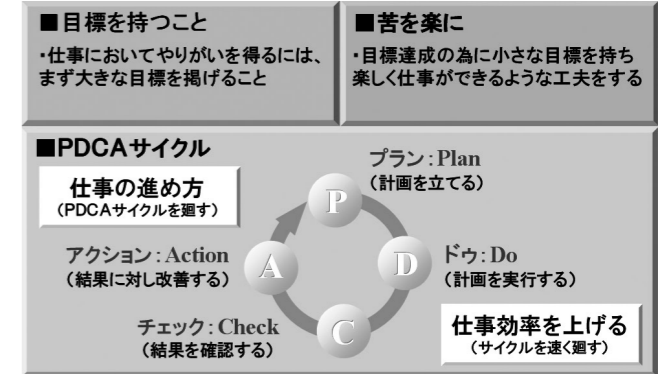 ■目標を持つこと
・仕事においてやりがいを得るには、
まず大きな目標を掲げること
■苦を楽に
・目標達成の為に小さな目標を持ち
楽しく仕事ができるような工夫をする
■PDCAサイクル
仕事の進め方
(PDCAサイクルを廻す)
プラン:Plan
(計画を立てる)
P
アクション:Action
(結果に対し改善する)
A
D
ドゥ:Do
(計画を実行する)
チェック:Check
(結果を確認する)
C
仕事効率を上げる
(サイクルを速く廻す)